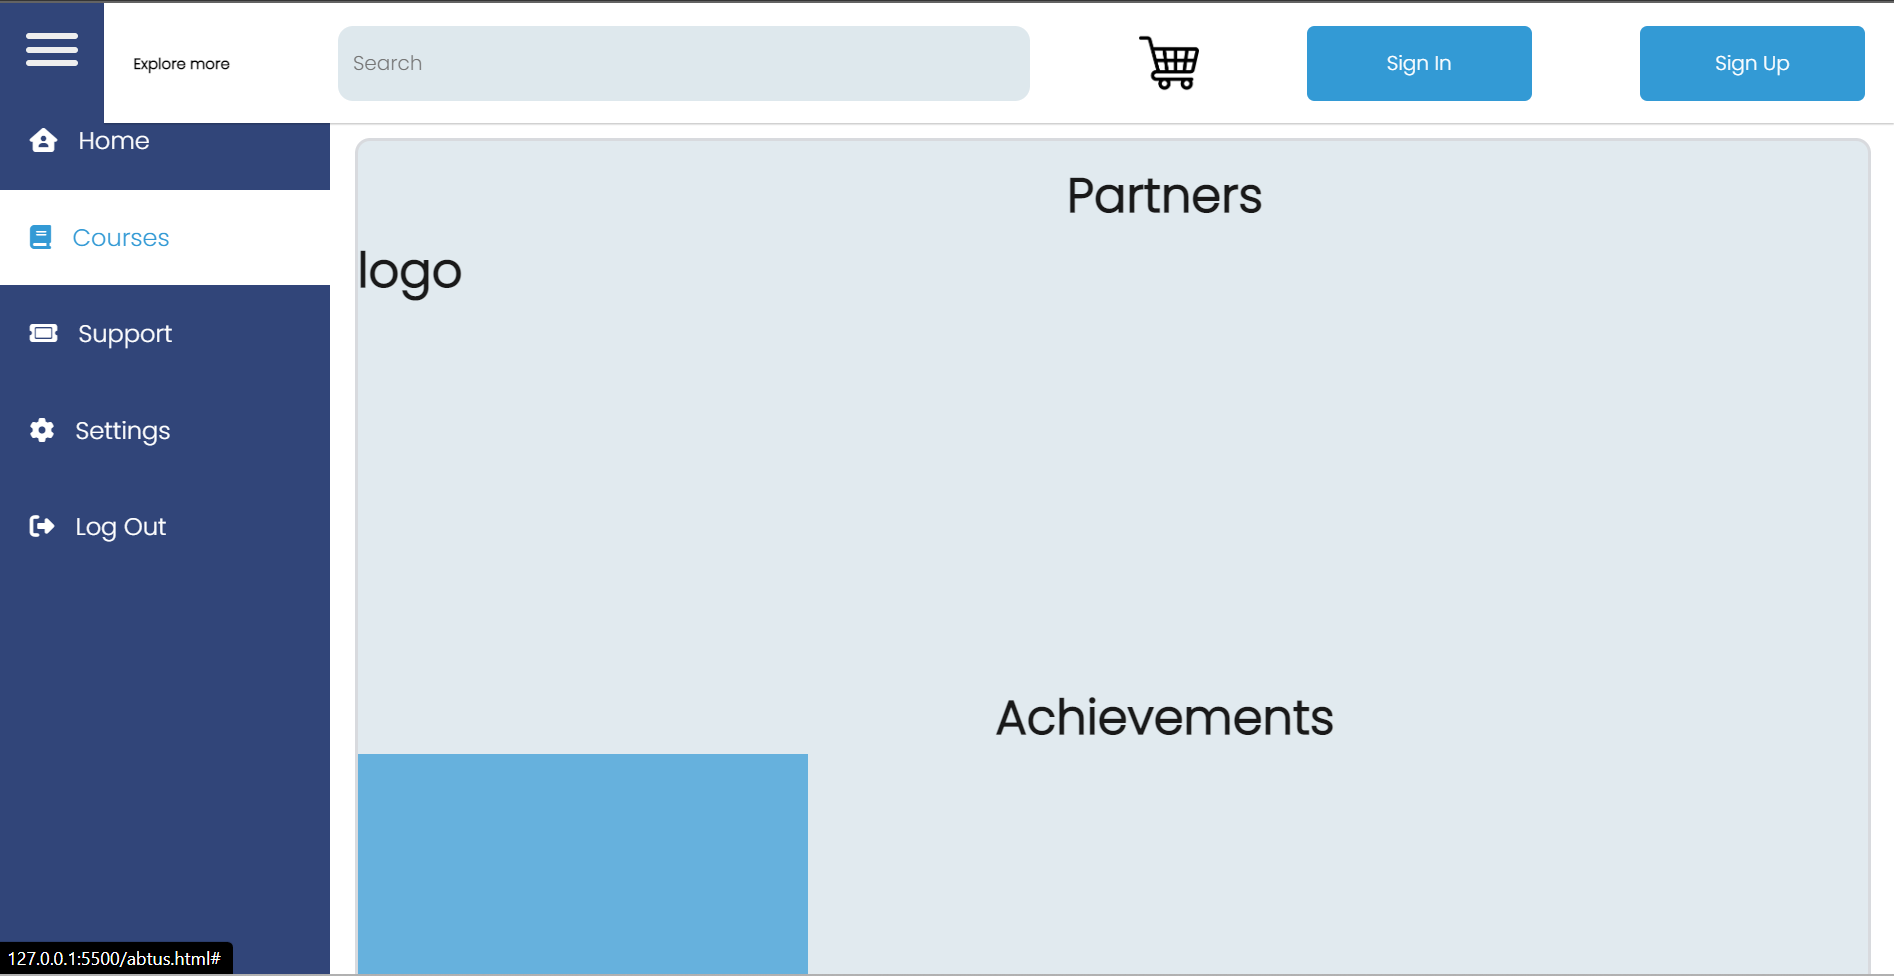 Explore more
Search
Sign In
Sign Up
Home
Courses
Support
Settings
Log Out
Partners
logo
Achievements
127.0.0.1:5500/abtus.html#